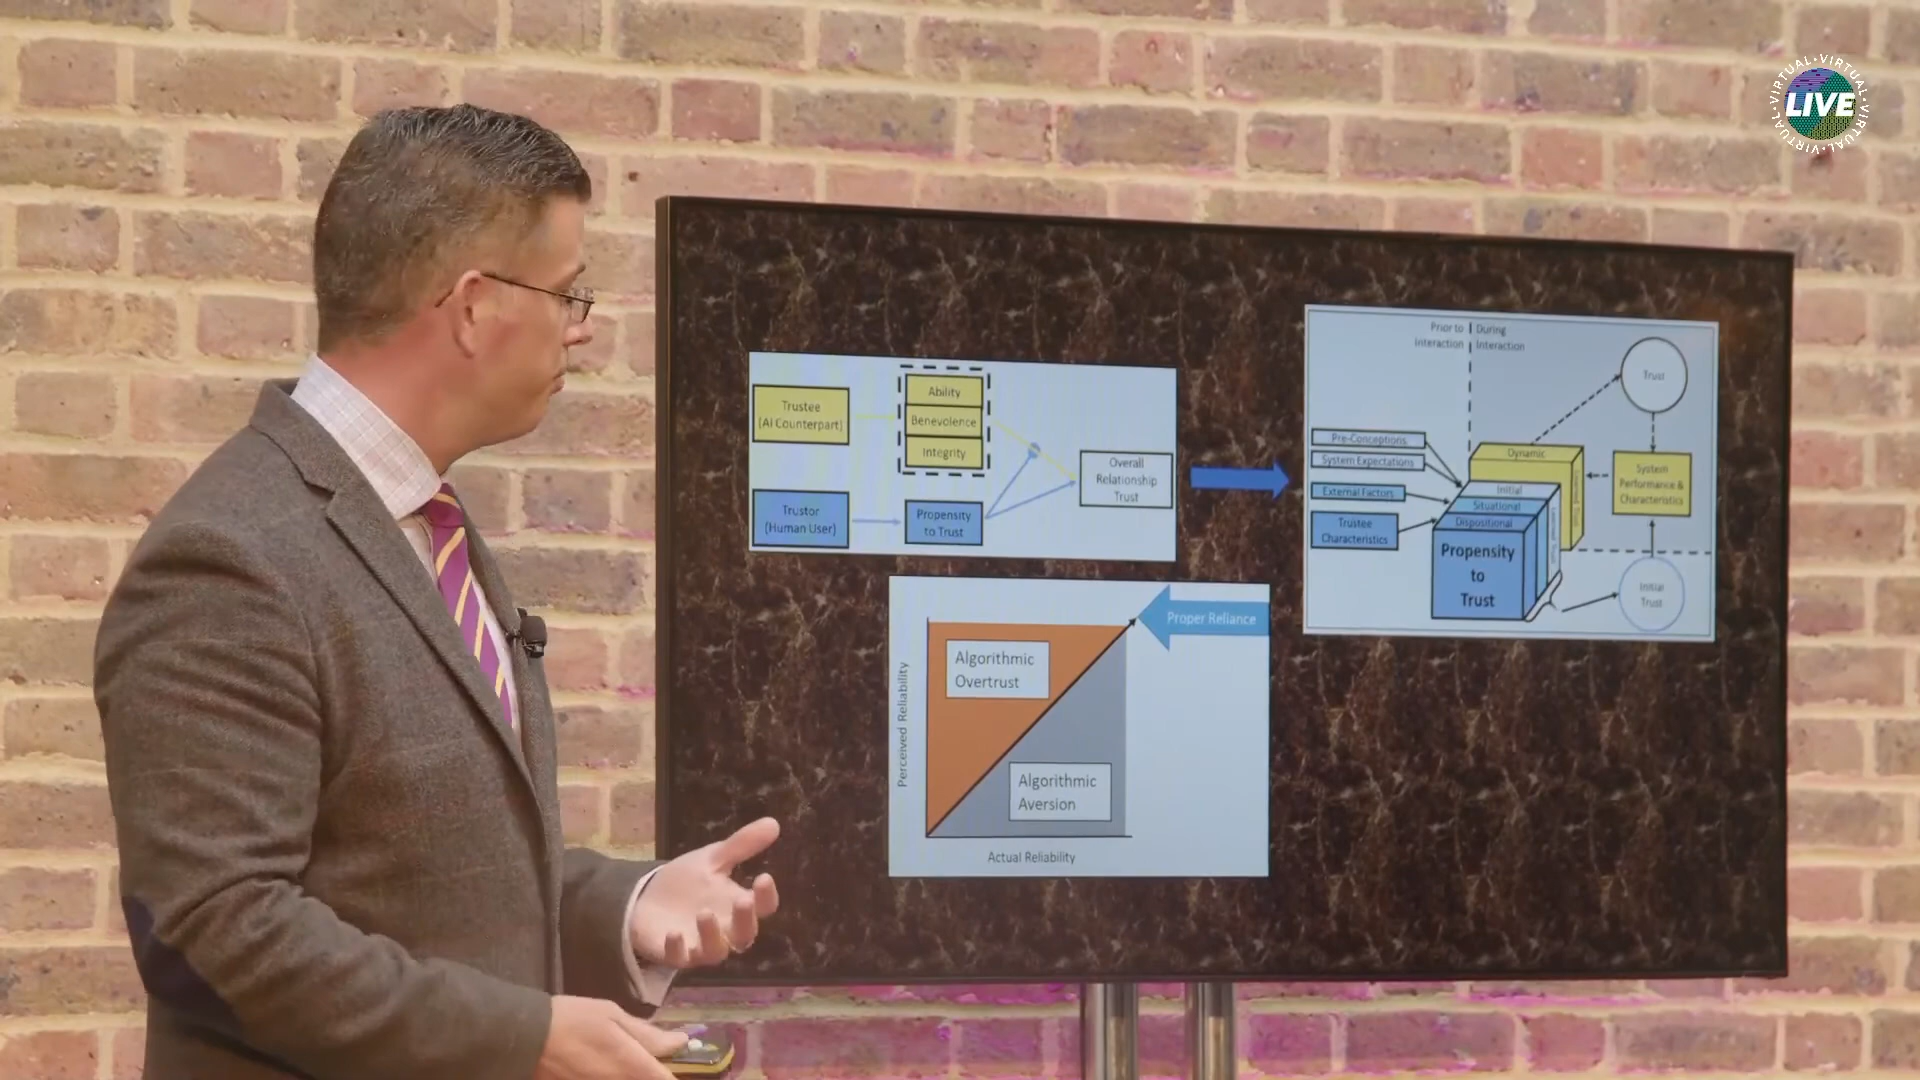 VIRTUAL · VIRTUAL · VIRTUAL · VIRTUAL
LIVE
Trustee
(AI Counterpart)
Ability
Benevolence
Integrity
Trustor
(Human User)
Propensity
to Trust
Overall
Relationship
Trust
Prior to
Interaction
During
Interaction
Trust
Pre-Conceptions
System Expectations
External Factors
Trustee
Characteristics
Dynamic
Initial
Situational
Dispositional
Propensity
to
Trust
System
Performance &
Characteristics
Initial
Trust
Proper Reliance
Algorithmic
Overtrust
Algorithmic
Aversion
Perceived Reliability
Actual Reliability